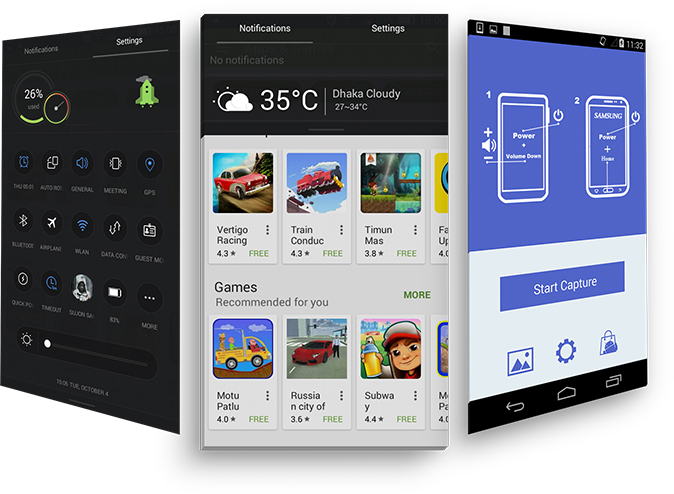 Notifications
Settings
26%
used
THU 00:01
AUTO RO
GENERAL
MEETING
GPS
BLUETOOT
AIRPLANE
WLAN
DATA CON
GUEST MO
QUICK PO
TIMEOUT
SUJON SA
83%
MORE
19:06 TUE, OCTOBER 4
Notifications
Settings
No notifications
35°C
Dhaka Cloudy
27~34°C
Vertigo
Racing
4.3 ★ FREE
Train
Conduc
4.3 ★ FREE
Timun
Mas
3.8 ★ FREE
Fa
Up
4.
Games
Recommended for you
MORE
Motu
Patlu
4.0 ★ FREE
Russia
n city of
3.6 ★ FREE
Subwa
y
4.4 ★ FREE
Mo
Pa
4.
11:32
1
Power
+
Volume Down
2
SAMSUNG
Power
+
Home
Start Capture